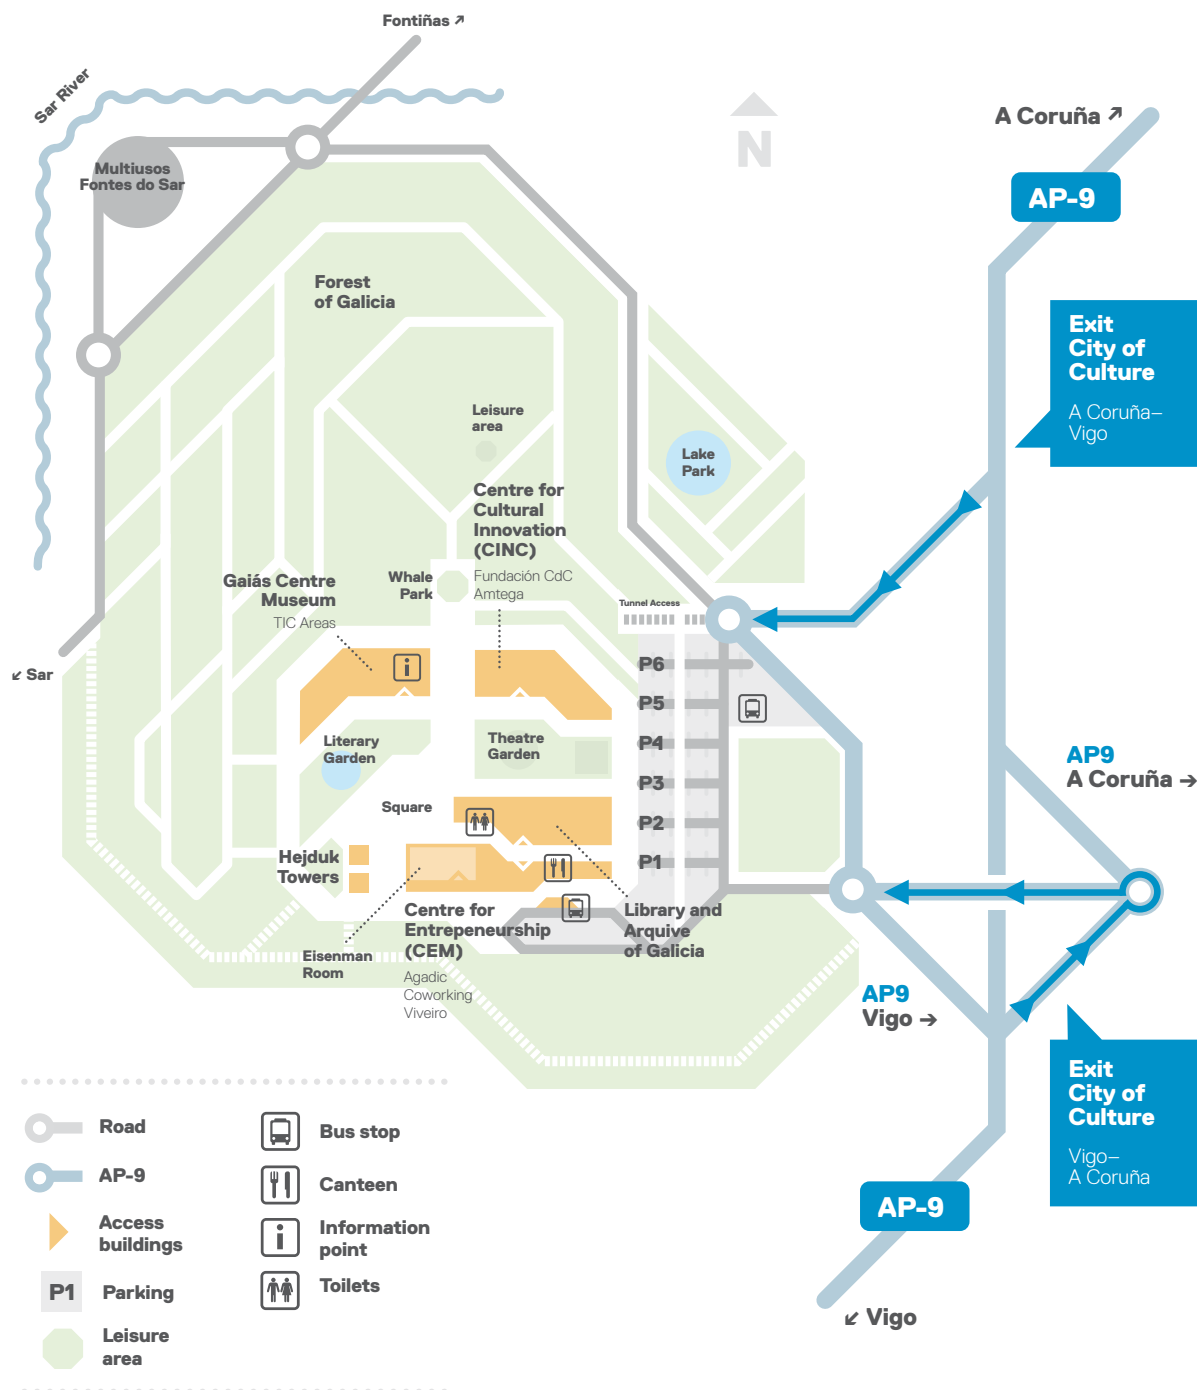 Fontiñas ↗
Sar River
A Coruña ↗
N
Multiusos
Fontes do Sar
AP-9
Forest
of Galicia
Exit
City of
Culture
A Coruña–
Vigo
Leisure
area
Lake
Park
Centre for
Cultural
Innovation
(CINC)
Fundación CdC
Amtega
Whale
Park
Gaiás Centre
Museum
TIC Areas
Tunnel Access
↙ Sar
i
P6
P5
P4
P3
P2
P1
Literary
Garden
Theatre
Garden
AP9
A Coruña →
Square
Hejduk
Towers
Centre for
Entrepeneurship
(CEM)
Agadic
Coworking
Viveiro
Library and
Arquive
of Galicia
Eisenman
Room
AP9
Vigo →
Exit
City of
Culture
Vigo–
A Coruña
AP-9
↙ Vigo
Road
AP-9
Access
buildings
P1
Parking
Leisure
area
Bus stop
Canteen
i
Information
point
Toilets